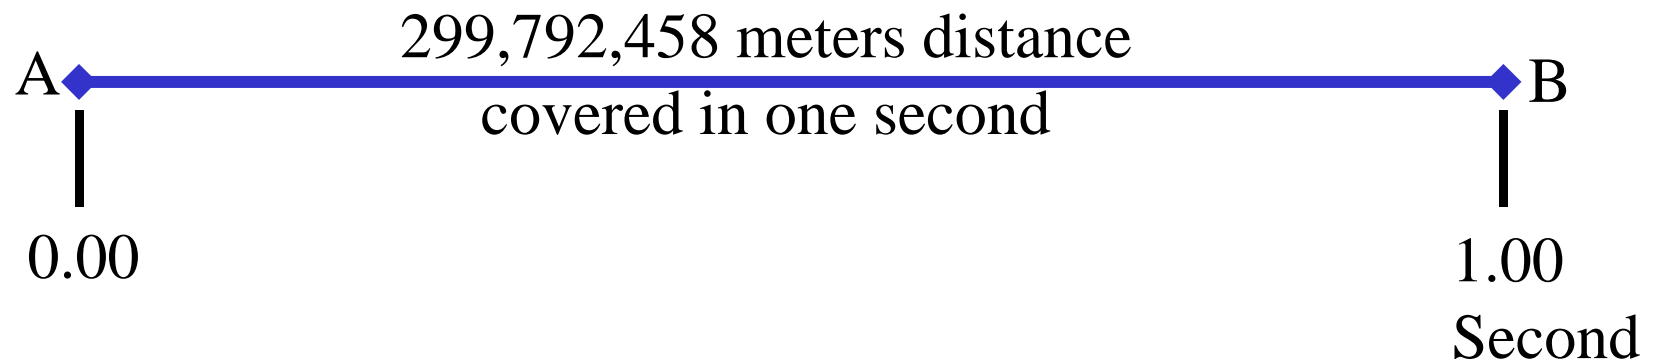 299,792,458 meters distance
A
B
covered in one second
0.00
1.00
Second